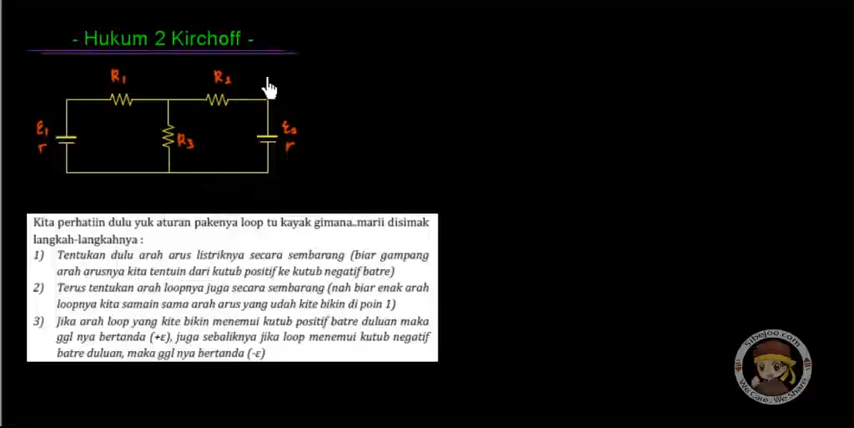 - Hukum 2 Kirchoff -
R1
R2
ε1
r
R3
ε2
r
Kita perhatiin dulu yuk aturan pakenya loop tu kayak gimana..marii disimak
langkah-langkahnya :
1) Tentukan dulu arah arus listriknya secara sembarang (biar gampang
arah arusnya kita tentuin dari kutub positif ke kutub negatif batre)
2) Terus tentukan arah loopnya juga secara sembarang (nah biar enak arah
loopnya kita samain sama arah arus yang udah kite bikin di poin 1)
3) Jika arah loop yang kite bikin menemui kutub positif batre duluan maka
ggl nya bertanda (+ε), juga sebaliknya jika loop menemui kutub negatif
batre duluan, maka ggl nya bertanda (-ε)
Sibejoo.com
We Care, We Share